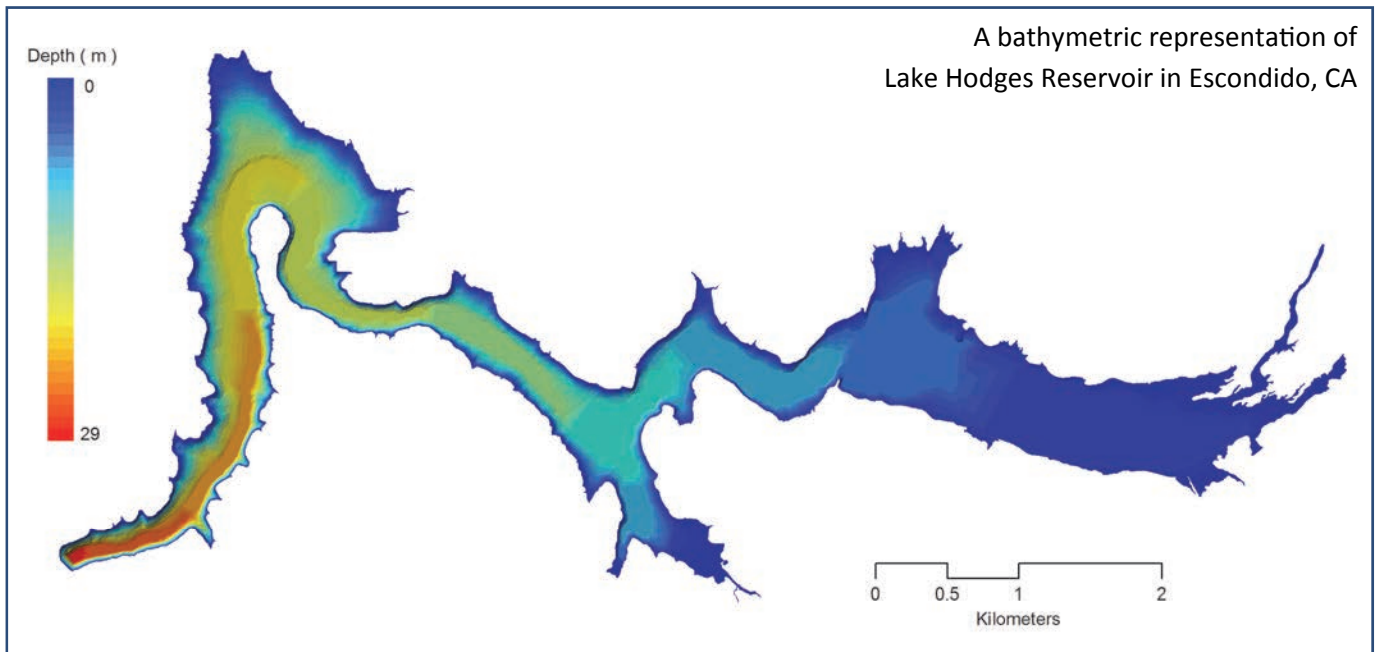 A bathymetric representation of
Lake Hodges Reservoir in Escondido, CA
Depth ( m )
0
29
0 0.5 1 2
Kilometers